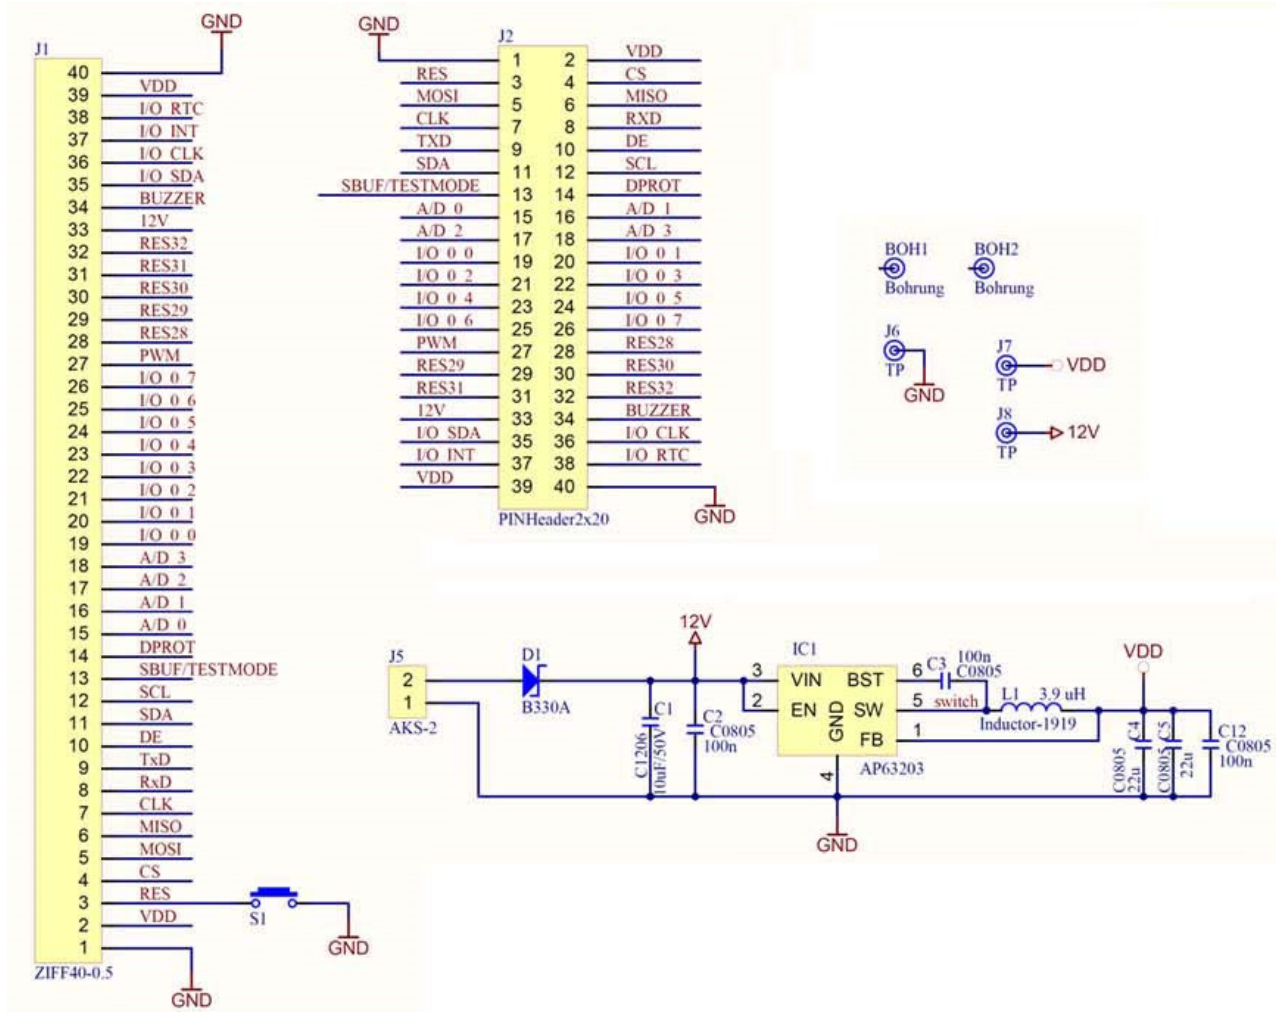 J1
GND
40
39 VDD
38 I/O RTC
37 I/O INT
36 I/O CLK
35 I/O SDA
34 BUZZER
33 12V
32 RES32
31 RES31
30 RES30
29 RES29
28 RES28
27 PWM
26 I/O 0 7
25 I/O 0 6
24 I/O 0 5
23 I/O 0 4
22 I/O 0 3
21 I/O 0 2
20 I/O 0 1
19 I/O 0 0
18 A/D 3
17 A/D 2
16 A/D 1
15 A/D 0
14 DPROT
13 SBUF/TESTMODE
12 SCL
11 SDA
10 DE
9 TxD
8 RxD
7 CLK
6 MISO
5 MOSI
4 CS
3 RES
2 VDD
1
S1
GND
ZIFF40-0.5
GND
GND
J2
1 2 VDD
RES 3 4 CS
MOSI 5 6 MISO
CLK 7 8 RXD
TXD 9 10 DE
SDA 11 12 SCL
SBUF/TESTMODE 13 14 DPROT
A/D 0 15 16 A/D 1
A/D 2 17 18 A/D 3
I/O 0 0 19 20 I/O 0 1
I/O 0 2 21 22 I/O 0 3
I/O 0 4 23 24 I/O 0 5
I/O 0 6 25 26 I/O 0 7
PWM 27 28 RES28
RES29 29 30 RES30
RES31 31 32 RES32
12V 33 34 BUZZER
I/O SDA 35 36 I/O CLK
I/O INT 37 38 I/O RTC
VDD 39 40
PINHeader2x20
GND
BOH1
Bohrung
BOH2
Bohrung
J6
TP
GND
J7
TP
VDD
J8
TP
12V
J5
2
1
AKS-2
D1
B330A
12V
C1
C1206
10uF/50V
C2
C0805
100n
IC1
3 VIN BST 6
2 EN SW 5
GND
FB 1
4
AP63203
GND
C3
100n
C0805
switch
L1 3.9 uH
Inductor-1919
VDD
C4
C0805
22u
C5
C0805
22u
C12
C0805
100n